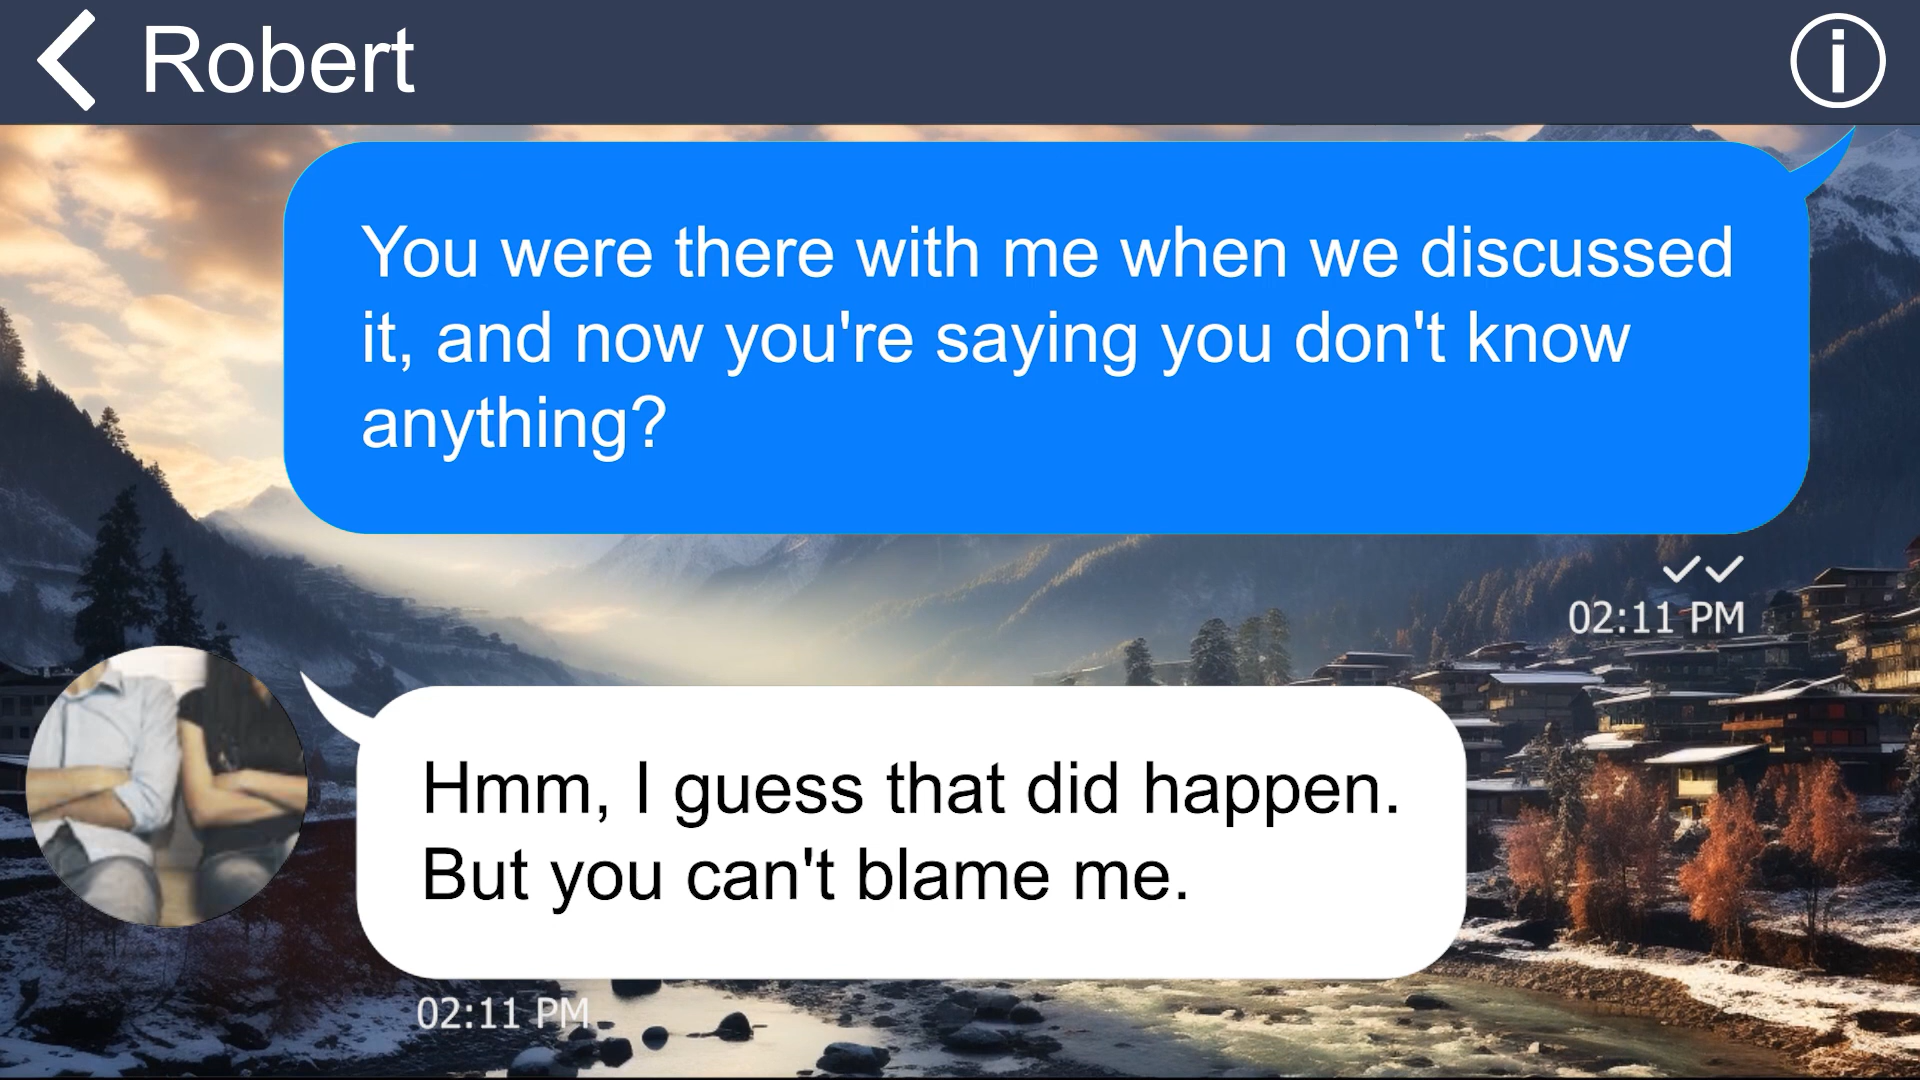 Robert
You were there with me when we discussed
it, and now you're saying you don't know
anything?
02:11 PM
Hmm, I guess that did happen.
But you can't blame me.
02:11 PM